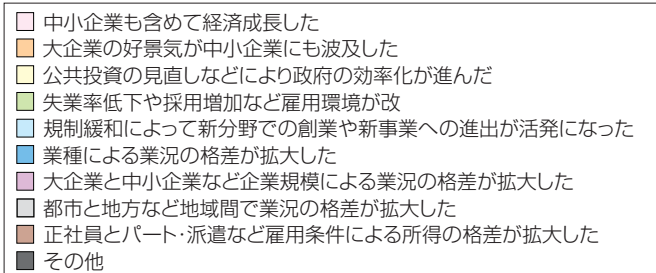 中小企業も含めて経済成長した
大企業の好景気が中小企業にも波及した
公共投資の見直しなどにより政府の効率化が進んだ
失業率低下や採用増加など雇用環境が改
規制緩和によって新分野での創業や新事業への進出が活発になった
業種による業況の格差が拡大した
大企業と中小企業など企業規模による業況の格差が拡大した
都市と地方など地域間で業況の格差が拡大した
正社員とパート・派遣など雇用条件による所得の格差が拡大した
その他